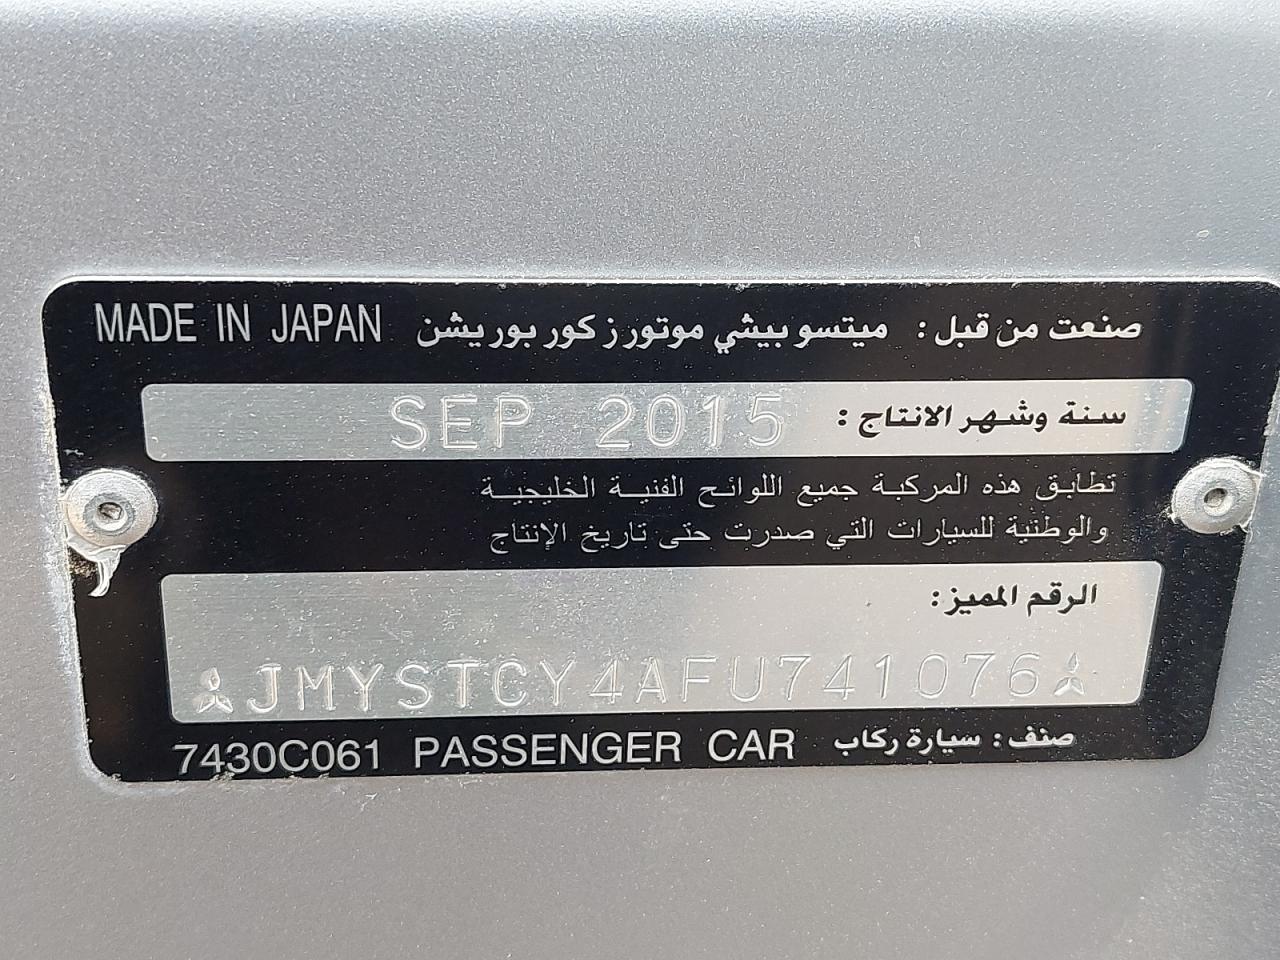 MADE IN JAPAN صنعت من قبل : ميتسوبيشي موتورز كوربوريشن
سنة وشهر الانتاج : SEP 2015
تطابق هذه المركبة جميع اللوائح الفنية الخليجية
والوطنية للسيارات التي صدرت حتى تاريخ الإنتاج
الرقم المميز:
JMYSTCY4AFU741076
7430C061 PASSENGER CAR صنف : سيارة ركاب